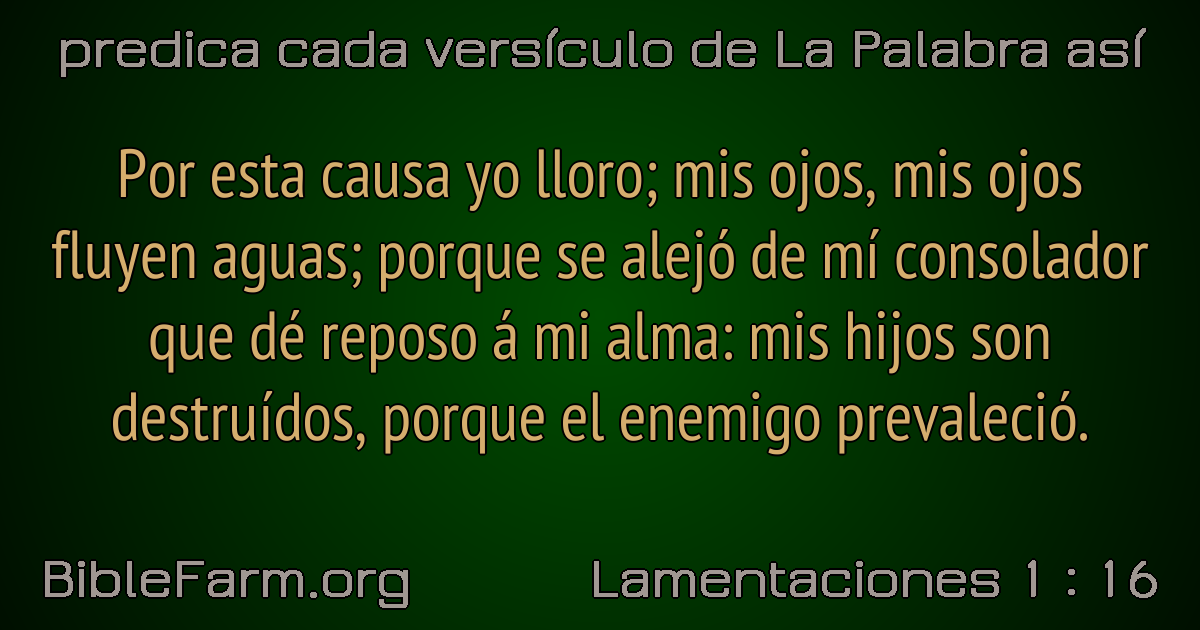 predica cada versículo de La Palabra así
Por esta causa yo lloro; mis ojos, mis ojos
fluyen aguas; porque se alejó de mí consolador
que dé reposo á mi alma: mis hijos son
destruídos, porque el enemigo prevaleció.
BibleFarm.org Lamentaciones 1 : 16